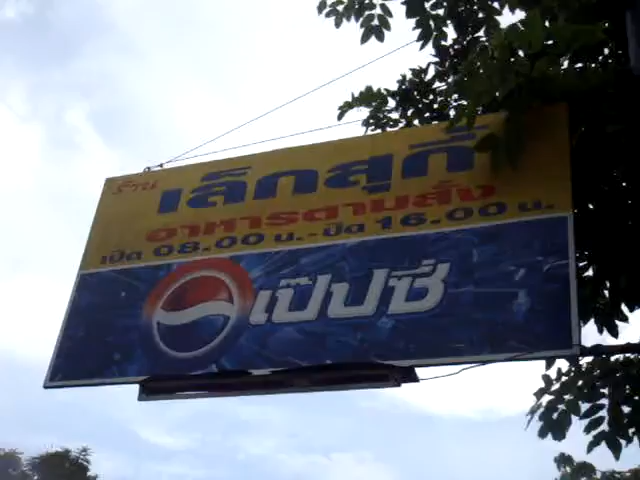 ร้าน เล็กสุกี้
อาหารตามสั่ง
เปิด 08.00 น.-ปิด 16.00 น.
เป๊ปซี่